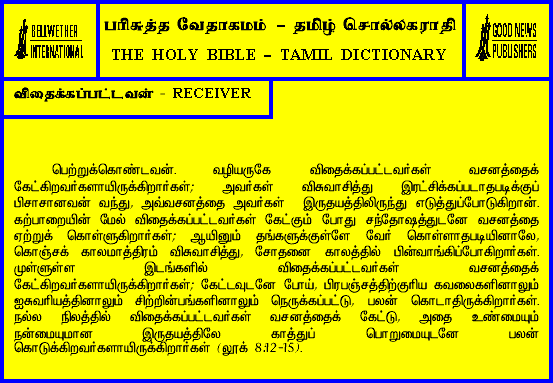 BELLWETHER
INTERNATIONAL
பரிசுத்த வேதாகமம் - தமிழ் சொல்லகராதி
THE HOLY BIBLE - TAMIL DICTIONARY
GOOD NEWS
PUBLISHERS
விதைக்கப்பட்டவன் - RECEIVER
பெற்றுக்கொண்டவன். வழியருகே விதைக்கப்பட்டவர்கள் வசனத்தைக்
கேட்கிறவர்களாயிருக்கிறார்கள்; அவர்கள் விசுவாசித்து இரட்சிக்கப்படாதபடிக்குப்
பிசாசானவன் வந்து, அவ்வசனத்தை அவர்கள் இருதயத்திலிருந்து எடுத்துப்போடுகிறான்.
கற்பாறையின் மேல் விதைக்கப்பட்டவர்கள் கேட்கும் போது சந்தோஷத்துடனே வசனத்தை
ஏற்றுக் கொள்ளுகிறார்கள்; ஆயினும் தங்களுக்குள்ளே வேர் கொள்ளாதபடியினாலே,
கொஞ்சக் காலமாத்திரம் விசுவாசித்து, சோதனை காலத்தில் பின்வாங்கிப்போகிறார்கள்.
முள்ளுள்ள இடங்களில் விதைக்கப்பட்டவர்கள் வசனத்தைக்
கேட்கிறவர்களாயிருக்கிறார்கள்; கேட்டவுடனே போய், பிரபஞ்சத்திற்குரிய கவலைகளினாலும்
ஐசுவரியத்தினாலும் சிற்றின்பங்களினாலும் நெருக்கப்பட்டு, பலன் கொடாதிருக்கிறார்கள்.
நல்ல நிலத்தில் விதைக்கப்பட்டவர்கள் வசனத்தைக் கேட்டு, அதை உண்மையும்
நன்மையுமான இருதயத்திலே காத்துப் பொறுமையுடனே பலன்
கொடுக்கிறவர்களாயிருக்கிறார்கள் (லூக் 8:12-15).